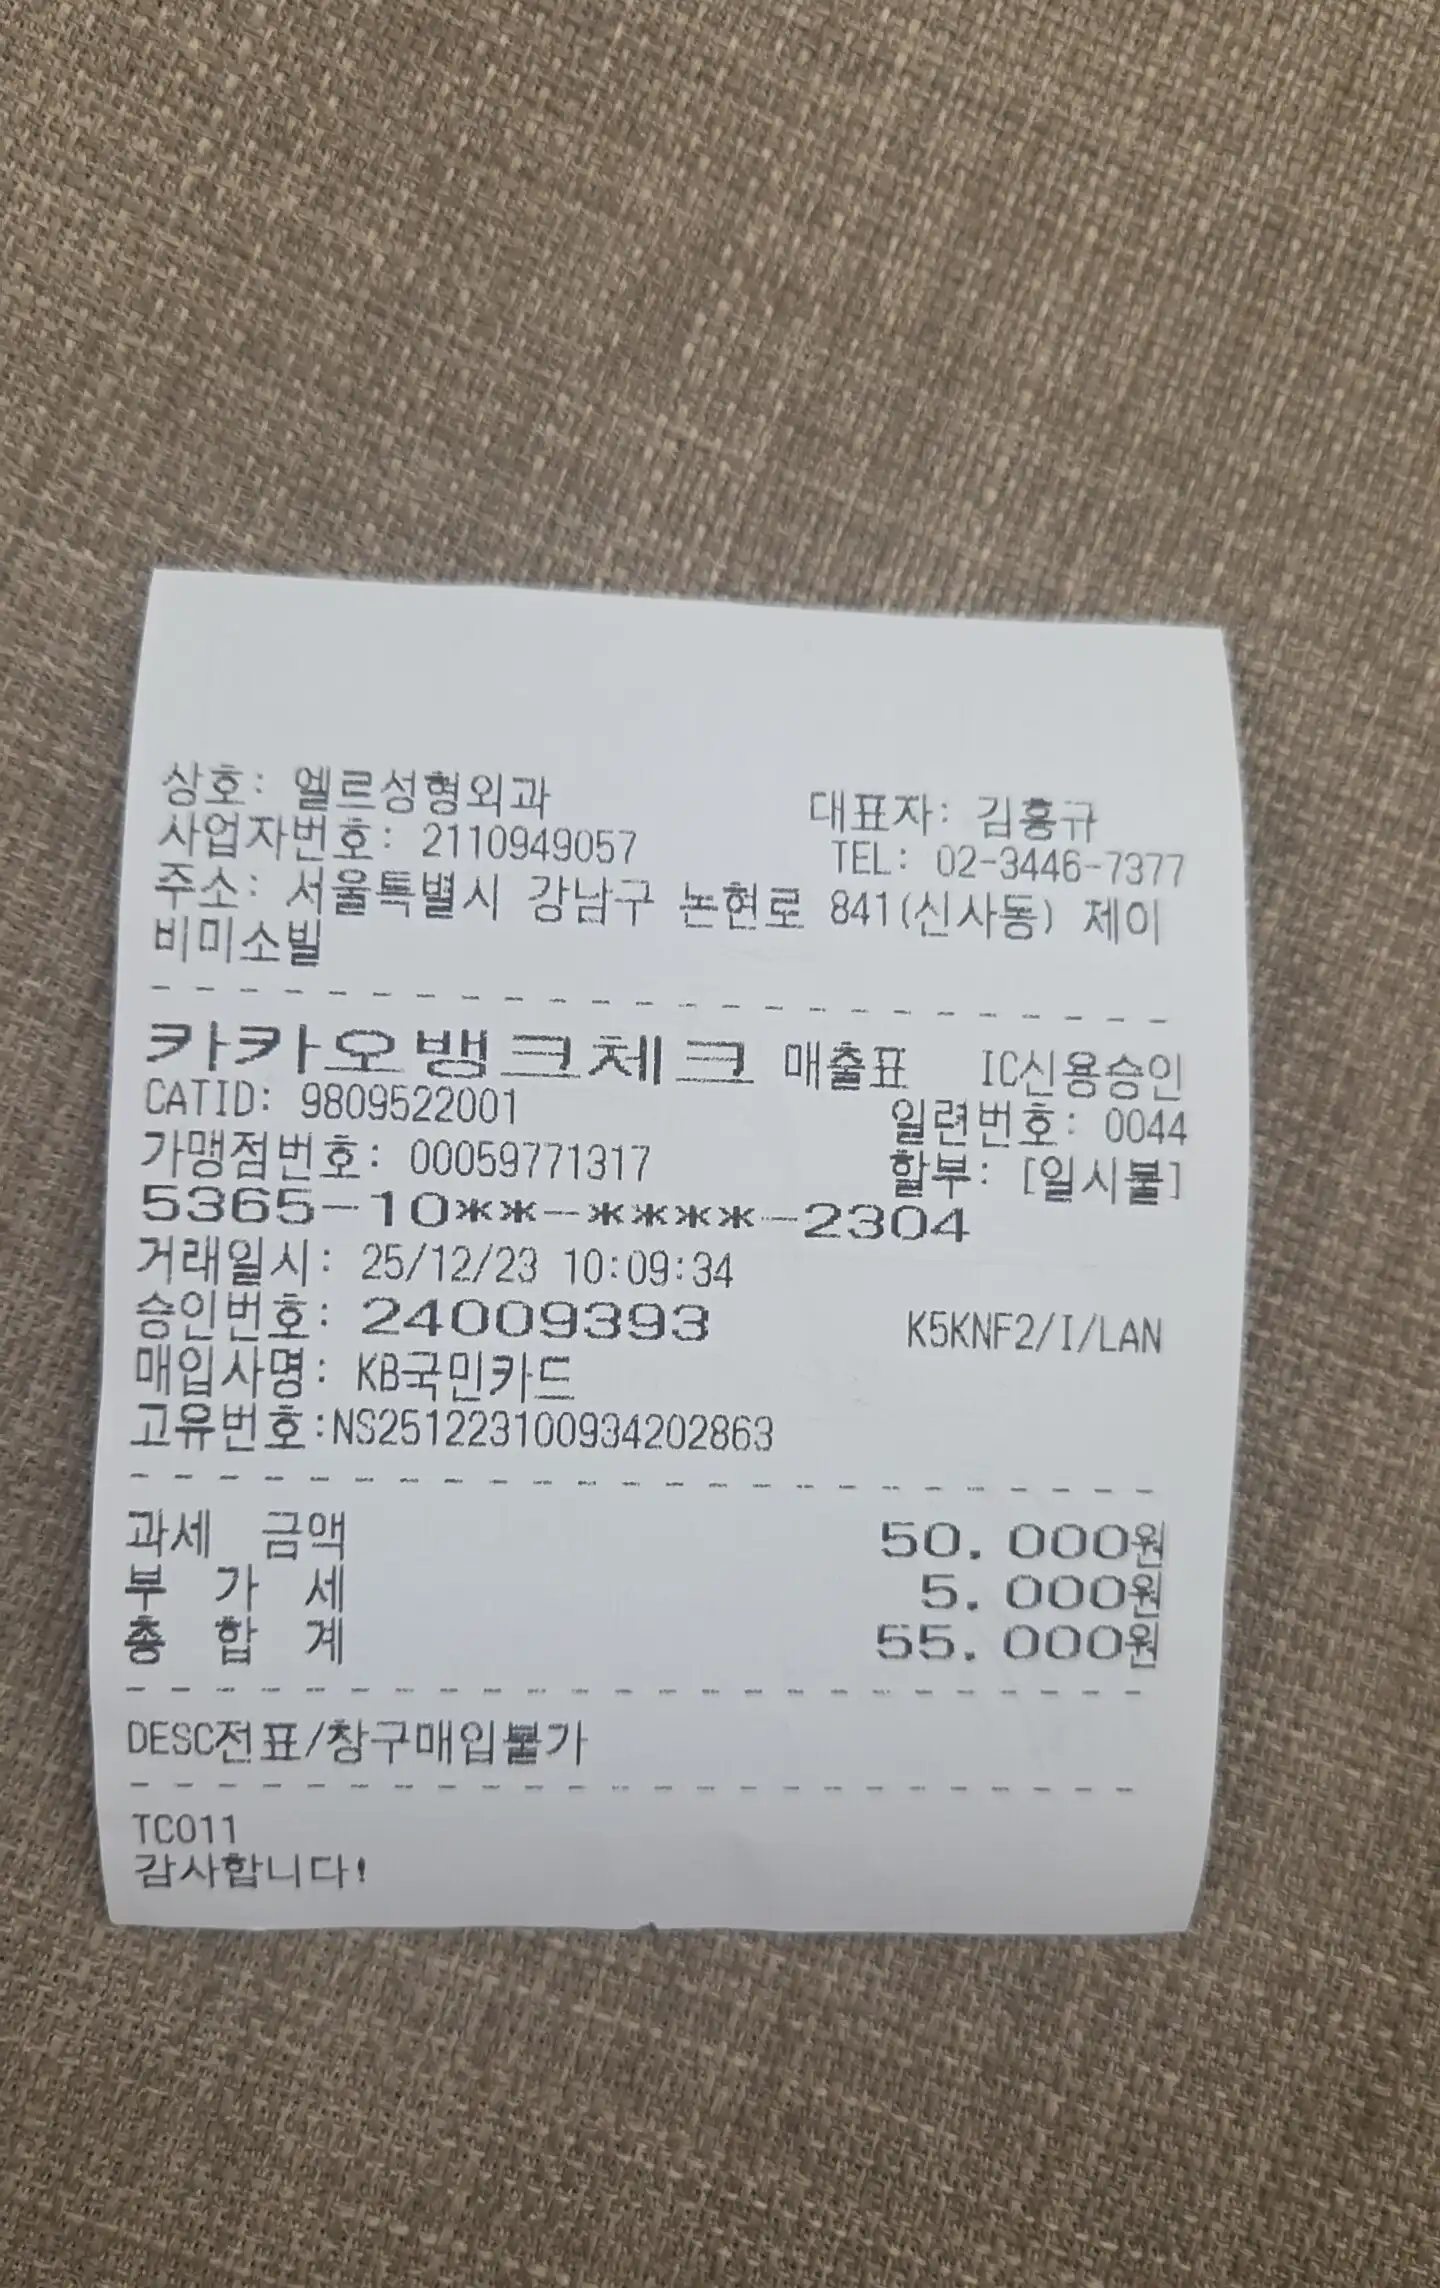 상호: 엘르성형외과 대표자: 김홍규
사업자번호: 2110949057 TEL: 02-3446-7377
주소: 서울특별시 강남구 논현로 841(신사동) 제이
비미소빌
카카오뱅크체크 매출표 IC신용승인
CATID: 9809522001 일련번호: 0044
가맹점번호: 00059771317 할부: [일시불]
5365-10**-****-2304
거래일시: 25/12/23 10:09:34
승인번호: 24009393 K5KNF2/I/LAN
매입사명: KB국민카드
고유번호:NS251223100934202863
과세 금액 50.000원
부 가 세 5.000원
총 합 계 55.000원
DESC전표/창구매입불가
TC011
감사합니다!